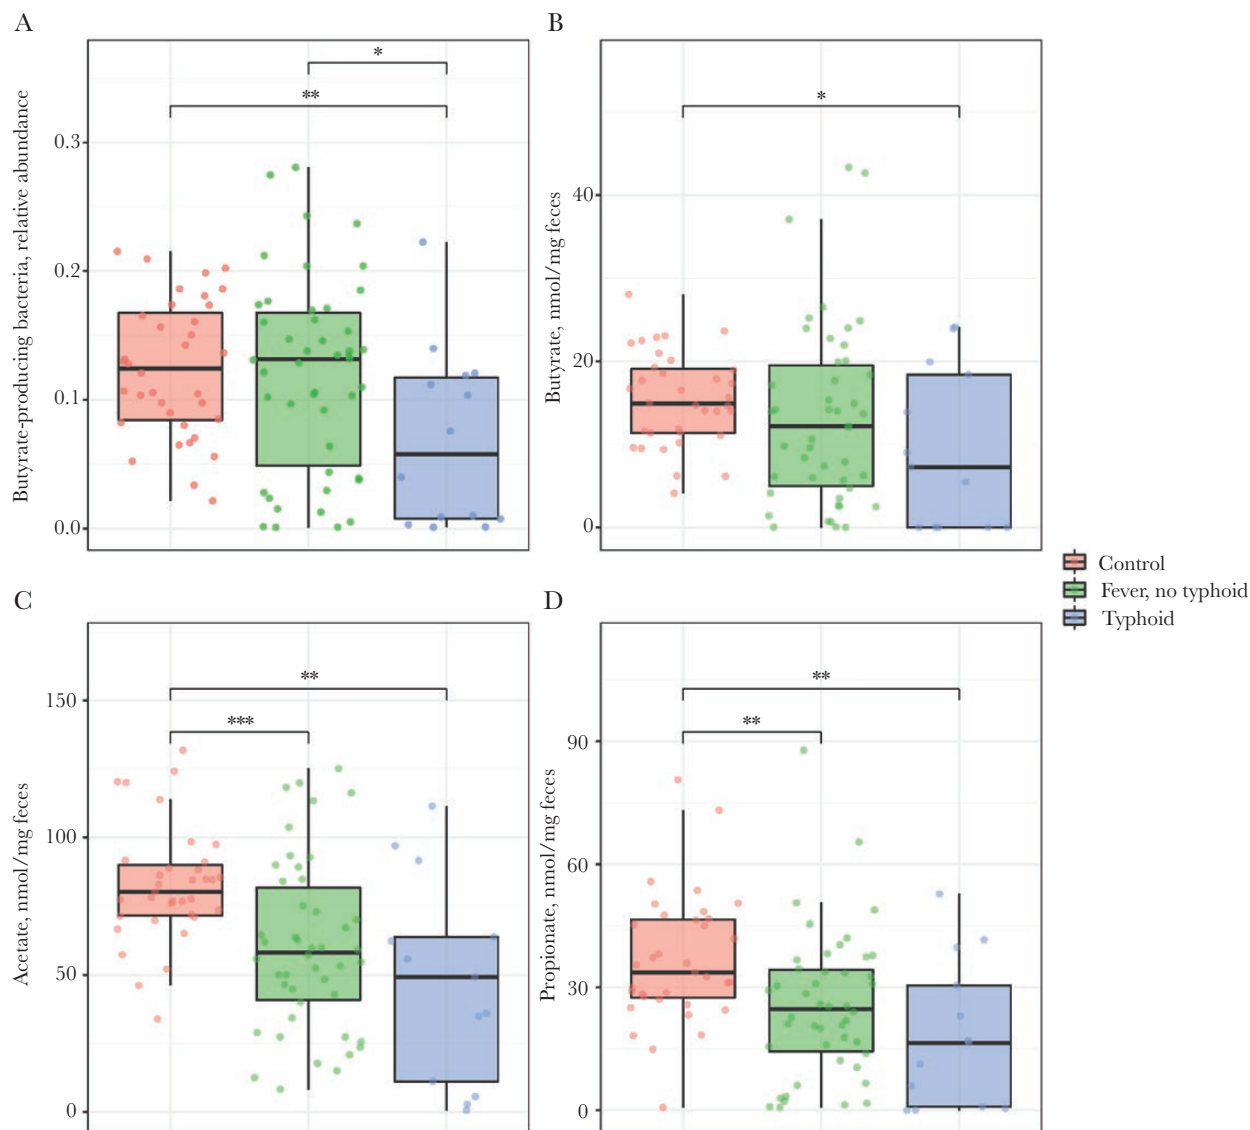 A
Butyrate-producing bacteria, relative abundance
0.3
0.2
0.1
0.0
*
**
B
Butyrate, nmol/mg feces
40
20
0
*
C
Acetate, nmol/mg feces
150
100
50
0
**
***
D
Propionate, nmol/mg feces
90
60
30
0
**
**
Control
Fever, no typhoid
Typhoid